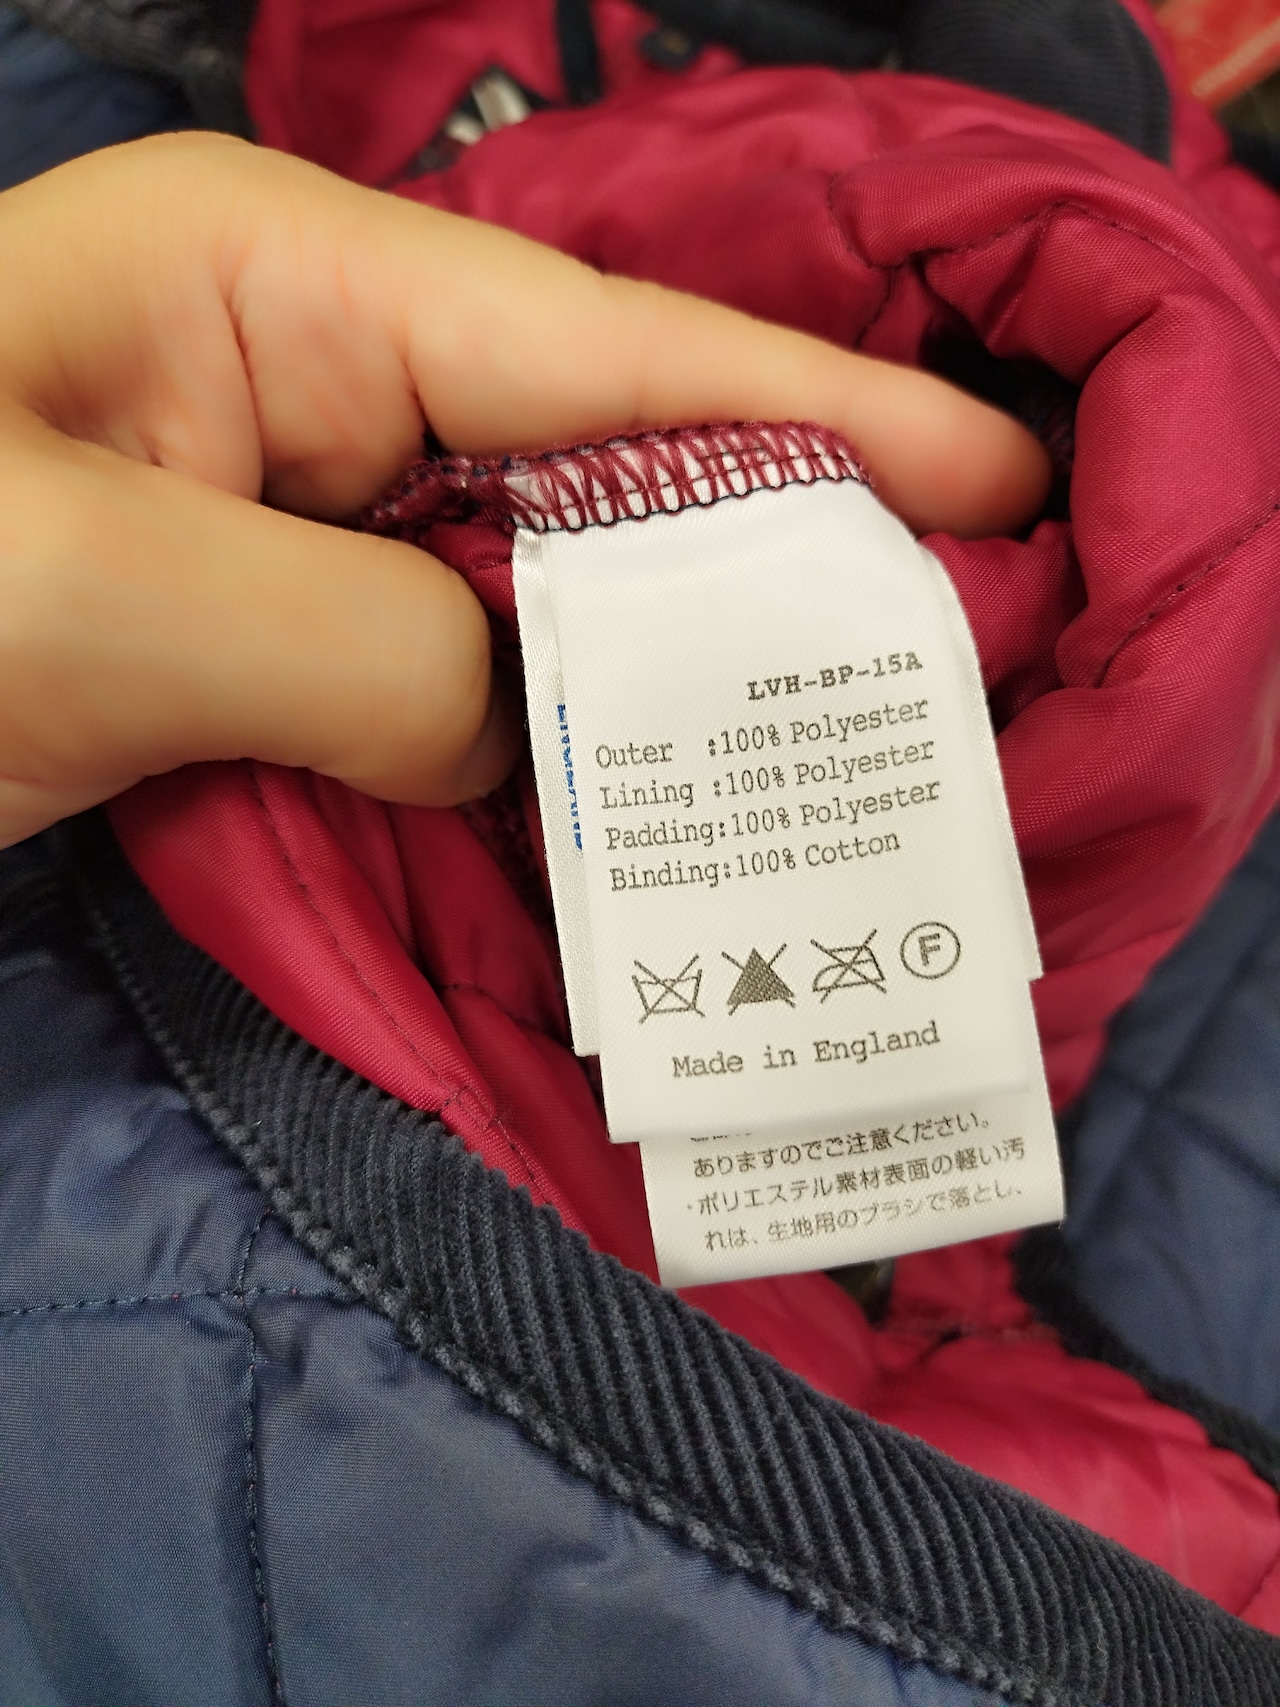 LVH-BP-15A
Outer :100% Polyester
Lining :100% Polyester
Padding:100% Polyester
Binding:100% Cotton
F
Made in England
ありますのでご注意ください。
・ポリエステル素材表面の軽い汚
れは、生地用のブラシで落とし、